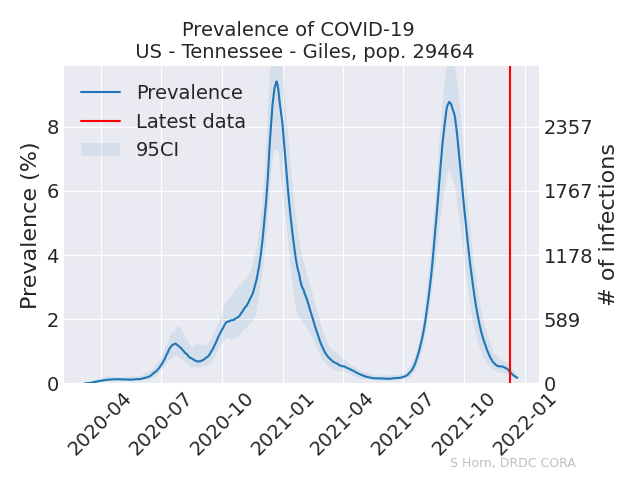 Prevalence of COVID-19
US - Tennessee - Giles, pop. 29464
Prevalence
Latest data
95CI
Prevalence (%)
8
6
4
2
0
2357
1767
1178
589
0
# of infections
2020-04
2020-07
2020-10
2021-01
2021-04
2021-07
2021-10
2022-01
S Horn, DRDC CORA